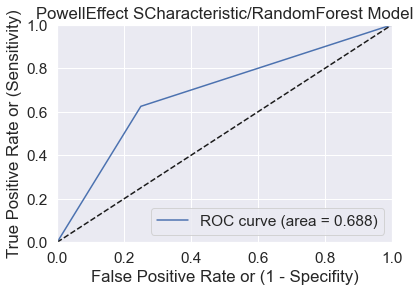 PowellEffect SCharacteristic/RandomForest Model
True Positive Rate or (Sensitivity)
1.0
0.8
0.6
0.4
0.2
0.0
ROC curve (area = 0.688)
0.0 0.2 0.4 0.6 0.8 1.0
False Positive Rate or (1 - Specifity)